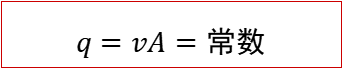 q = vA = 常数